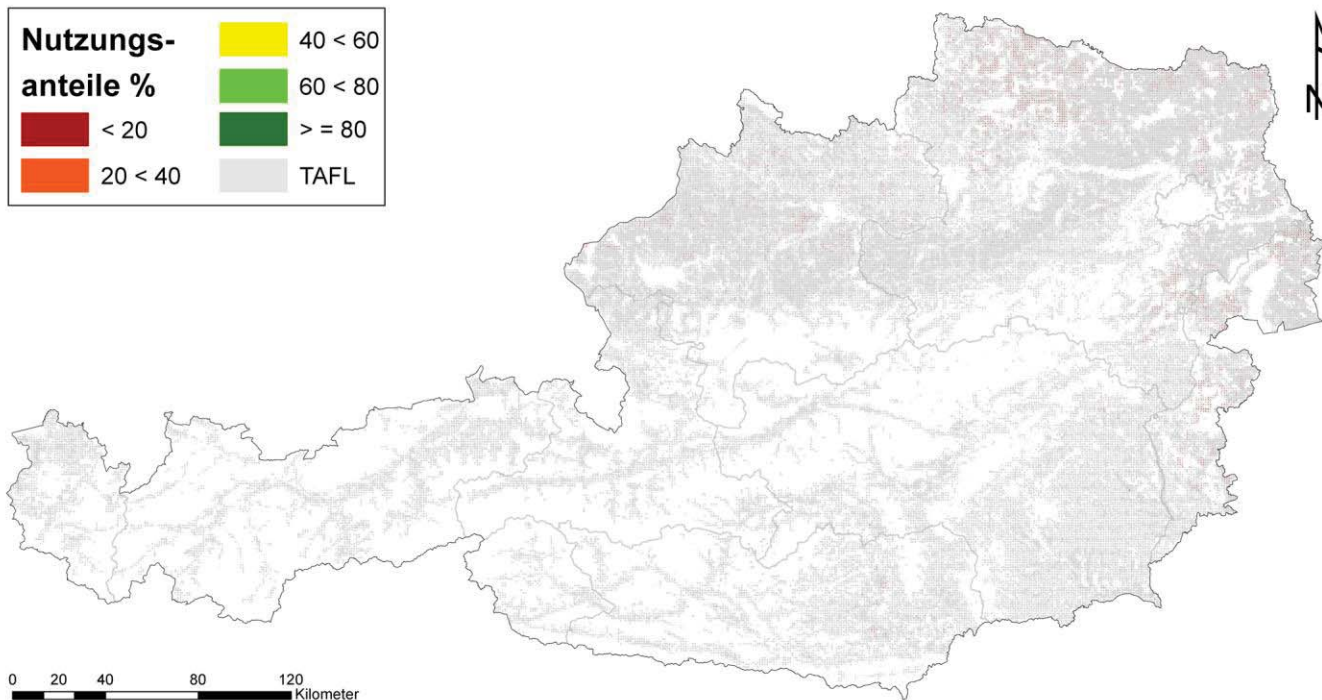 Nutzungs-
anteile %
< 20
20 < 40
40 < 60
60 < 80
> = 80
TAFL
N
0 20 40 80 120
Kilometer